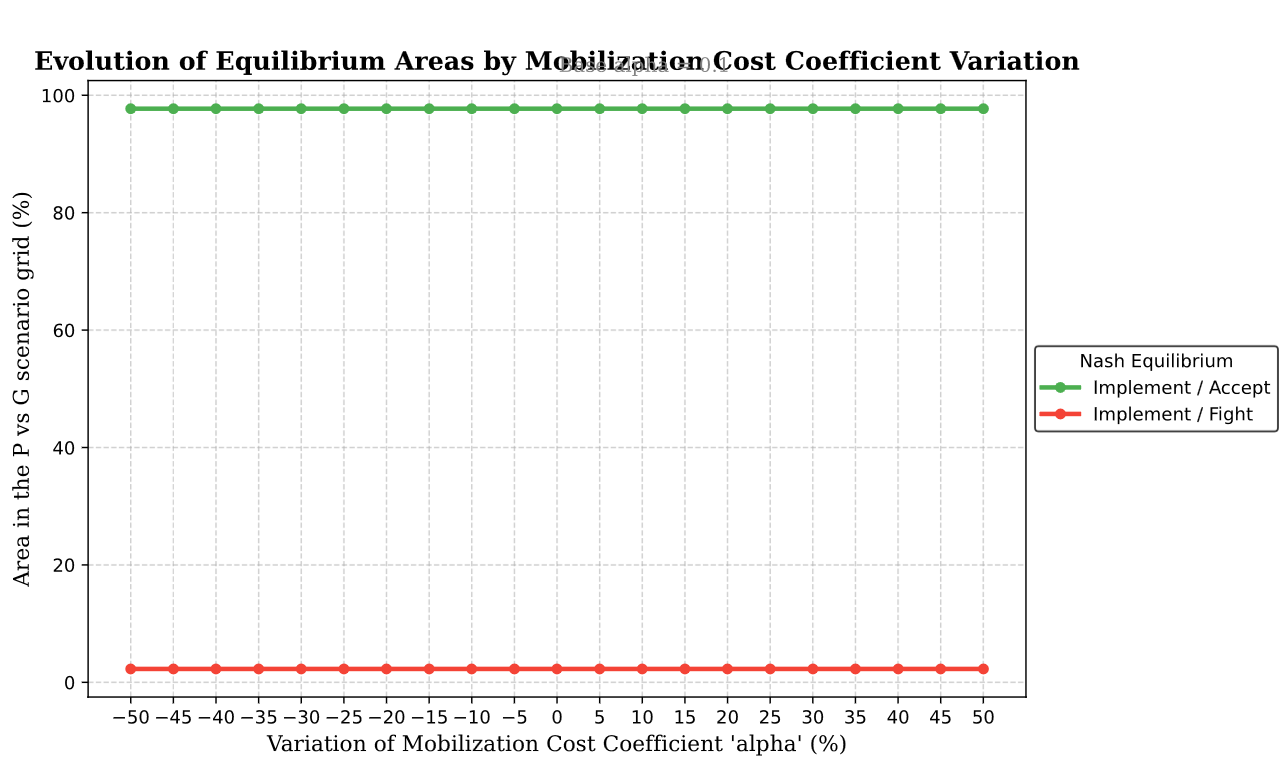 Evolution of Equilibrium Areas by Mobilization Cost Coefficient Variation
Base alpha = 0.1
Area in the P vs G scenario grid (%)
100
80
60
40
20
0
−50 −45 −40 −35 −30 −25 −20 −15 −10 −5 0 5 10 15 20 25 30 35 40 45 50
Variation of Mobilization Cost Coefficient 'alpha' (%)
Nash Equilibrium
Implement / Accept
Implement / Fight